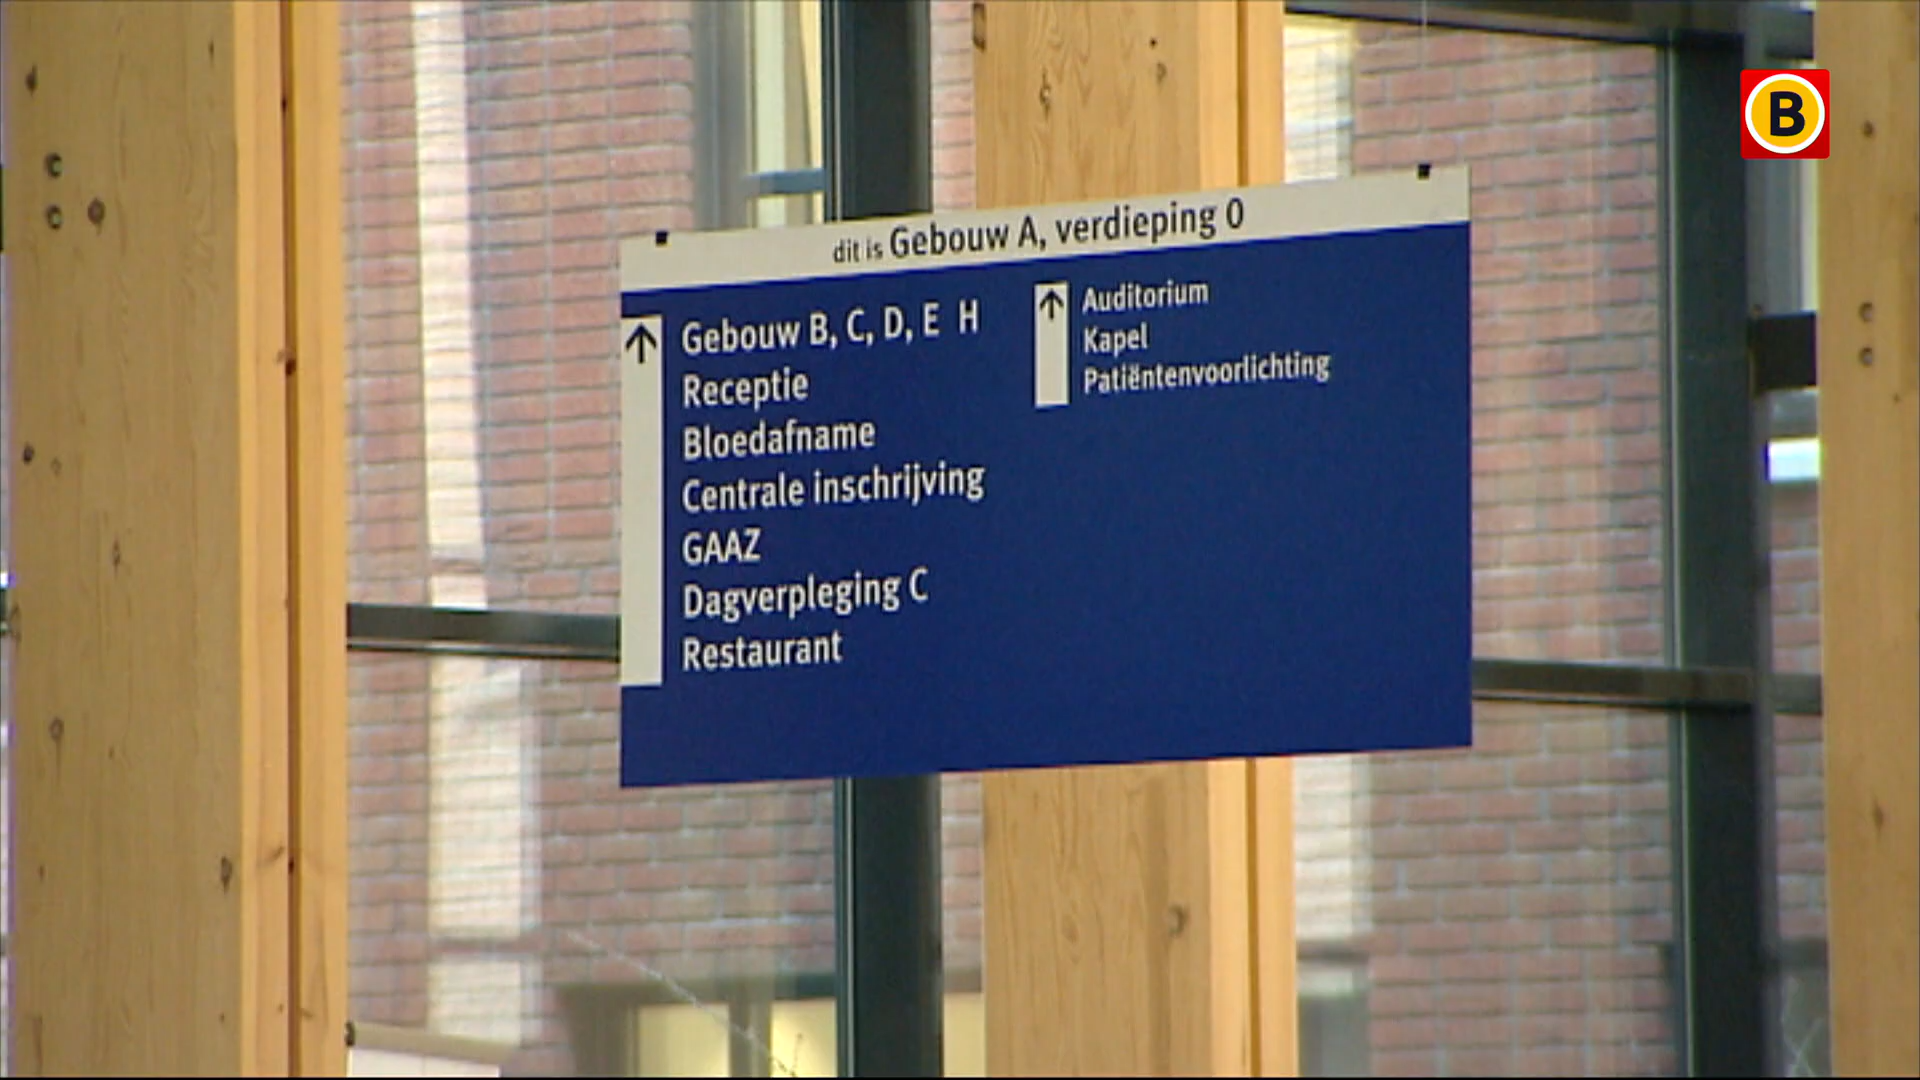 B
dit is Gebouw A, verdieping 0
Gebouw B, C, D, E H
Receptie
Bloedafname
Centrale inschrijving
GAAZ
Dagverpleging C
Restaurant
Auditorium
Kapel
Patiëntenvoorlichting